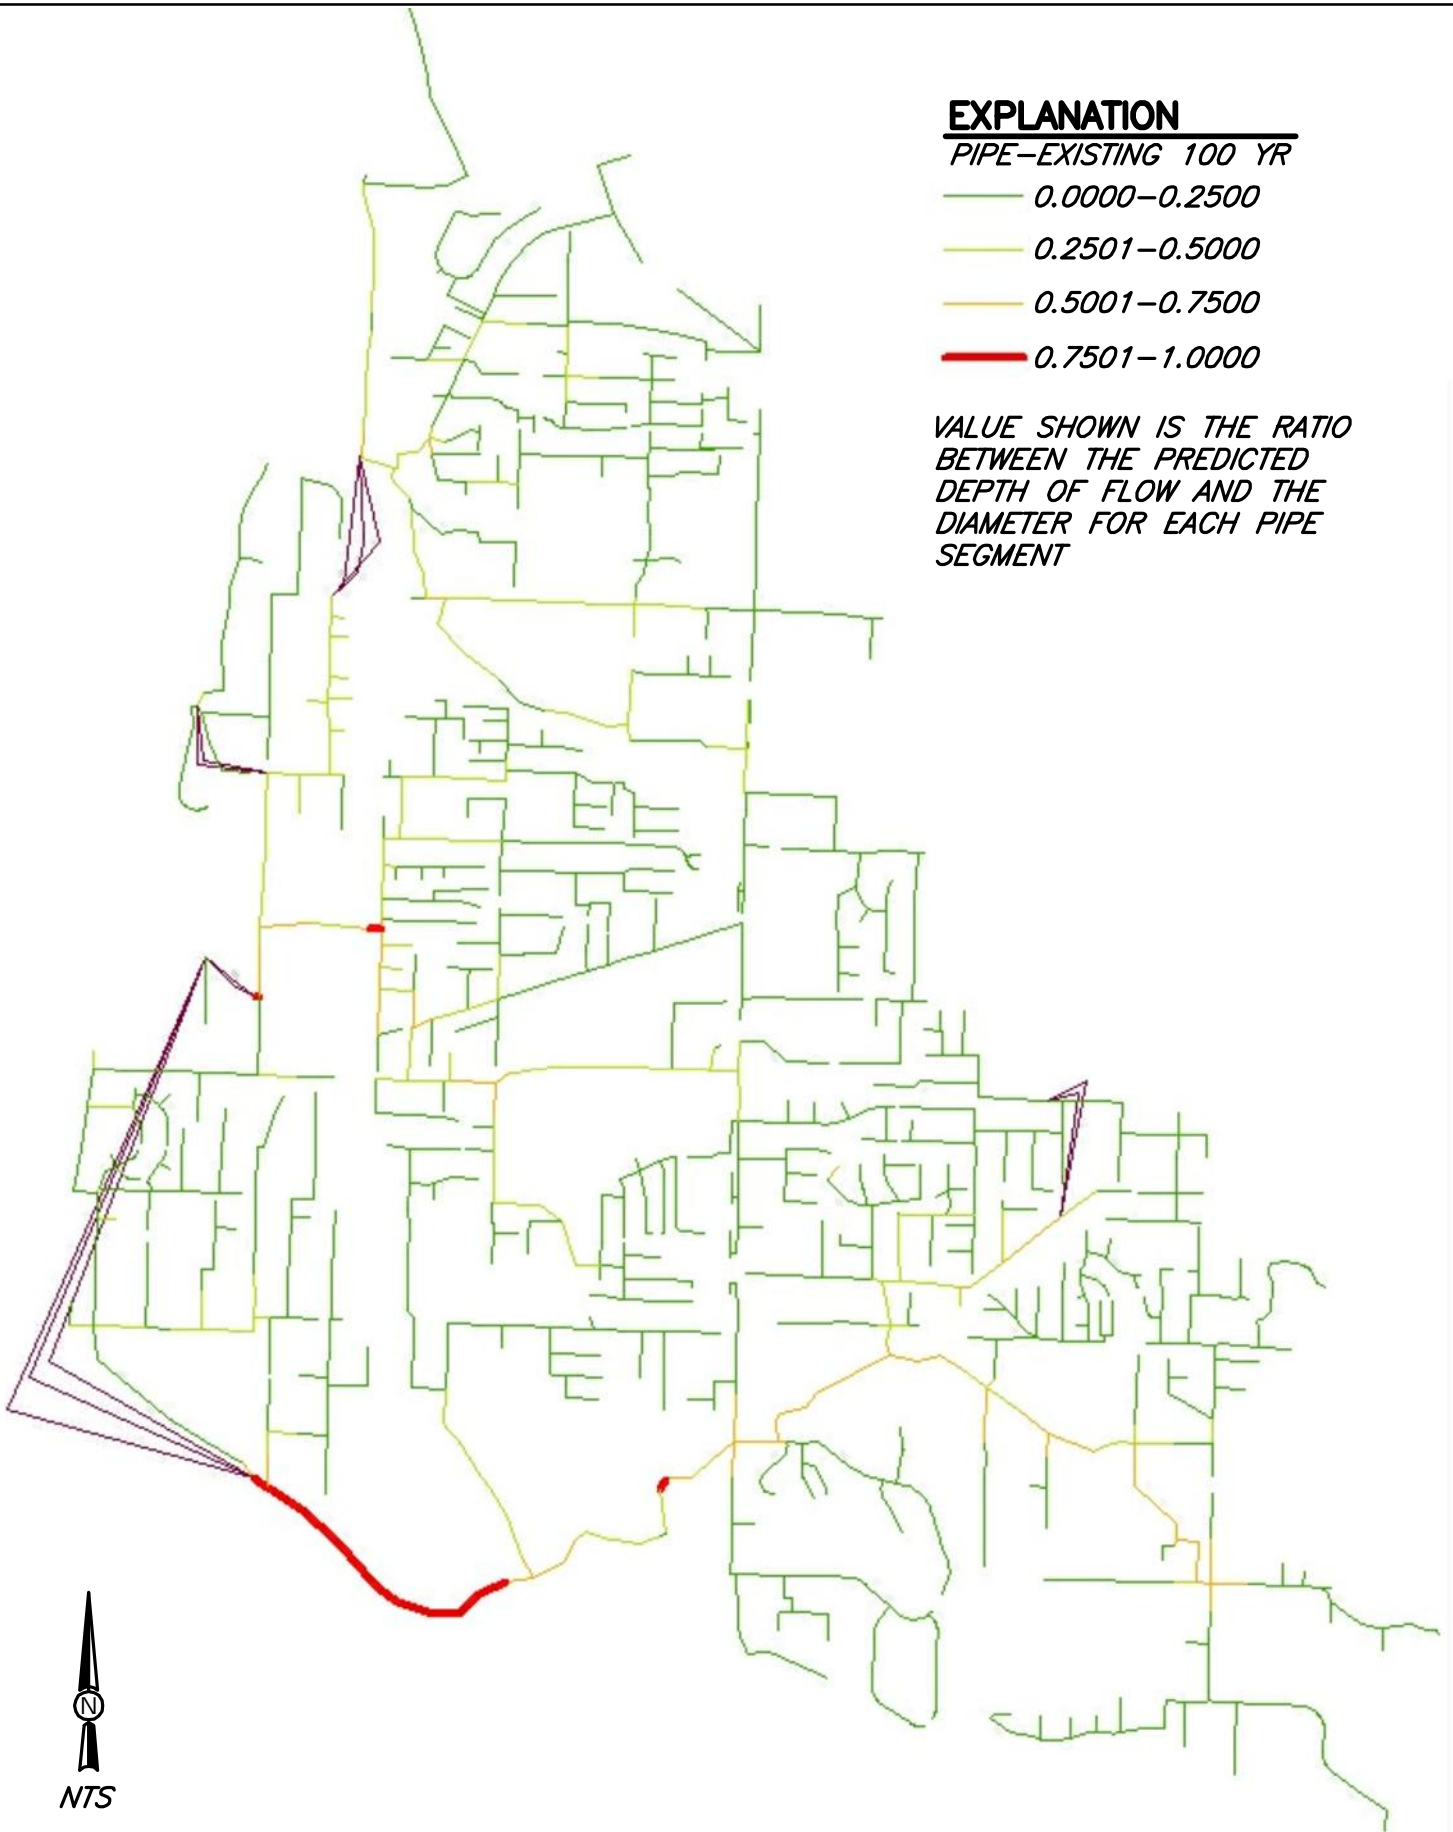 EXPLANATION
PIPE-EXISTING 100 YR
0.0000-0.2500
0.2501-0.5000
0.5001-0.7500
0.7501-1.0000
VALUE SHOWN IS THE RATIO
BETWEEN THE PREDICTED
DEPTH OF FLOW AND THE
DIAMETER FOR EACH PIPE
SEGMENT
N
NTS